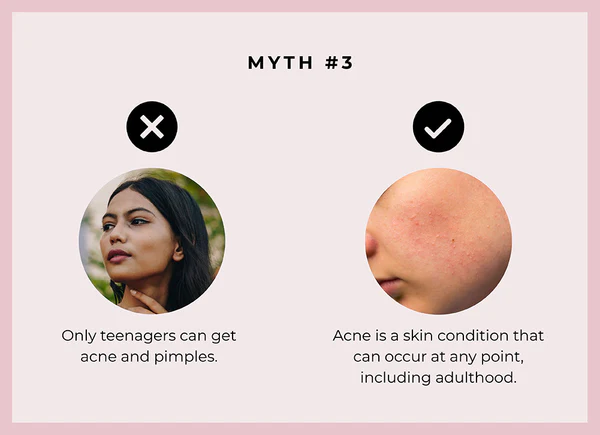 MYTH #3
Only teenagers can get
acne and pimples.
Acne is a skin condition that
can occur at any point,
including adulthood.